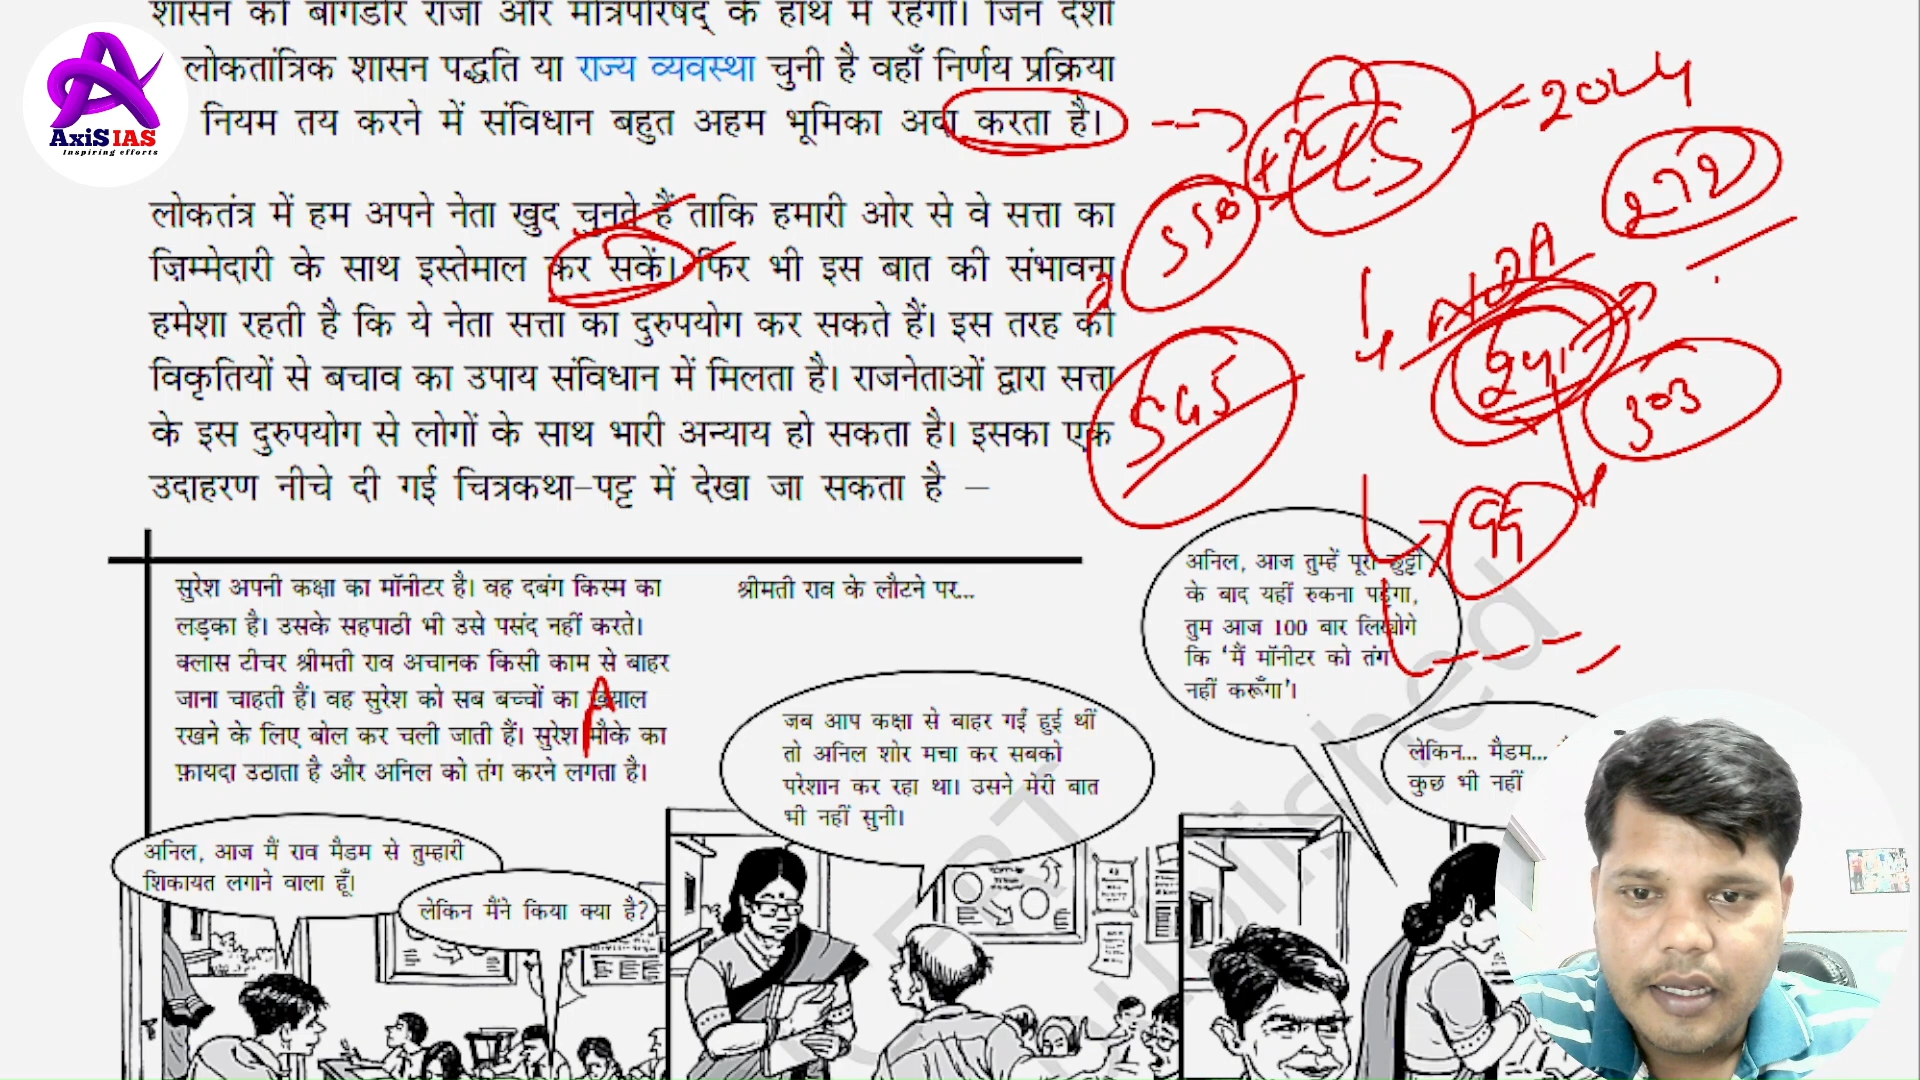 शासन की बागडोर राजा और मंत्रिपरिषद् के हाथ में रहेगी। जिन देशों
लोकतांत्रिक शासन पद्धति या राज्य व्यवस्था चुनी है वहाँ निर्णय प्रक्रिया
नियम तय करने में संविधान बहुत अहम भूमिका अदा करता है।
AxiS IAS
Inspiring efforts
= 2024
272
550
NDA
241
303
545
99
लोकतंत्र में हम अपने नेता खुद चुनते हैं ताकि हमारी ओर से वे सत्ता का
ज़िम्मेदारी के साथ इस्तेमाल कर सकें। फिर भी इस बात की संभावना
हमेशा रहती है कि ये नेता सत्ता का दुरुपयोग कर सकते हैं। इस तरह की
विकृतियों से बचाव का उपाय संविधान में मिलता है। राजनेताओं द्वारा सत्ता
के इस दुरुपयोग से लोगों के साथ भारी अन्याय हो सकता है। इसका एक
उदाहरण नीचे दी गई चित्रकथा-पट्ट में देखा जा सकता है –
सुरेश अपनी कक्षा का मॉनीटर है। वह दबंग किस्म का
लड़का है। उसके सहपाठी भी उसे पसंद नहीं करते।
क्लास टीचर श्रीमती राव अचानक किसी काम से बाहर
जाना चाहती हैं। वह सुरेश को सब बच्चों का ख्याल
रखने के लिए बोल कर चली जाती हैं। सुरेश मौके का
फ़ायदा उठाता है और अनिल को तंग करने लगता है।
अनिल, आज मैं राव मैडम से तुम्हारी
शिकायत लगाने वाला हूँ।
लेकिन मैंने किया क्या है?
श्रीमती राव के लौटने पर...
जब आप कक्षा से बाहर गईं हुई थीं
तो अनिल शोर मचा कर सबको
परेशान कर रहा था। उसने मेरी बात
भी नहीं सुनी।
अनिल, आज तुम्हें पूरी छुट्टी
के बाद यहीं रुकना पड़ेगा,
तुम आज 100 बार लिखोगे
कि 'मैं मॉनीटर को तंग
नहीं करूँगा'।
लेकिन... मैडम...
कुछ भी नहीं